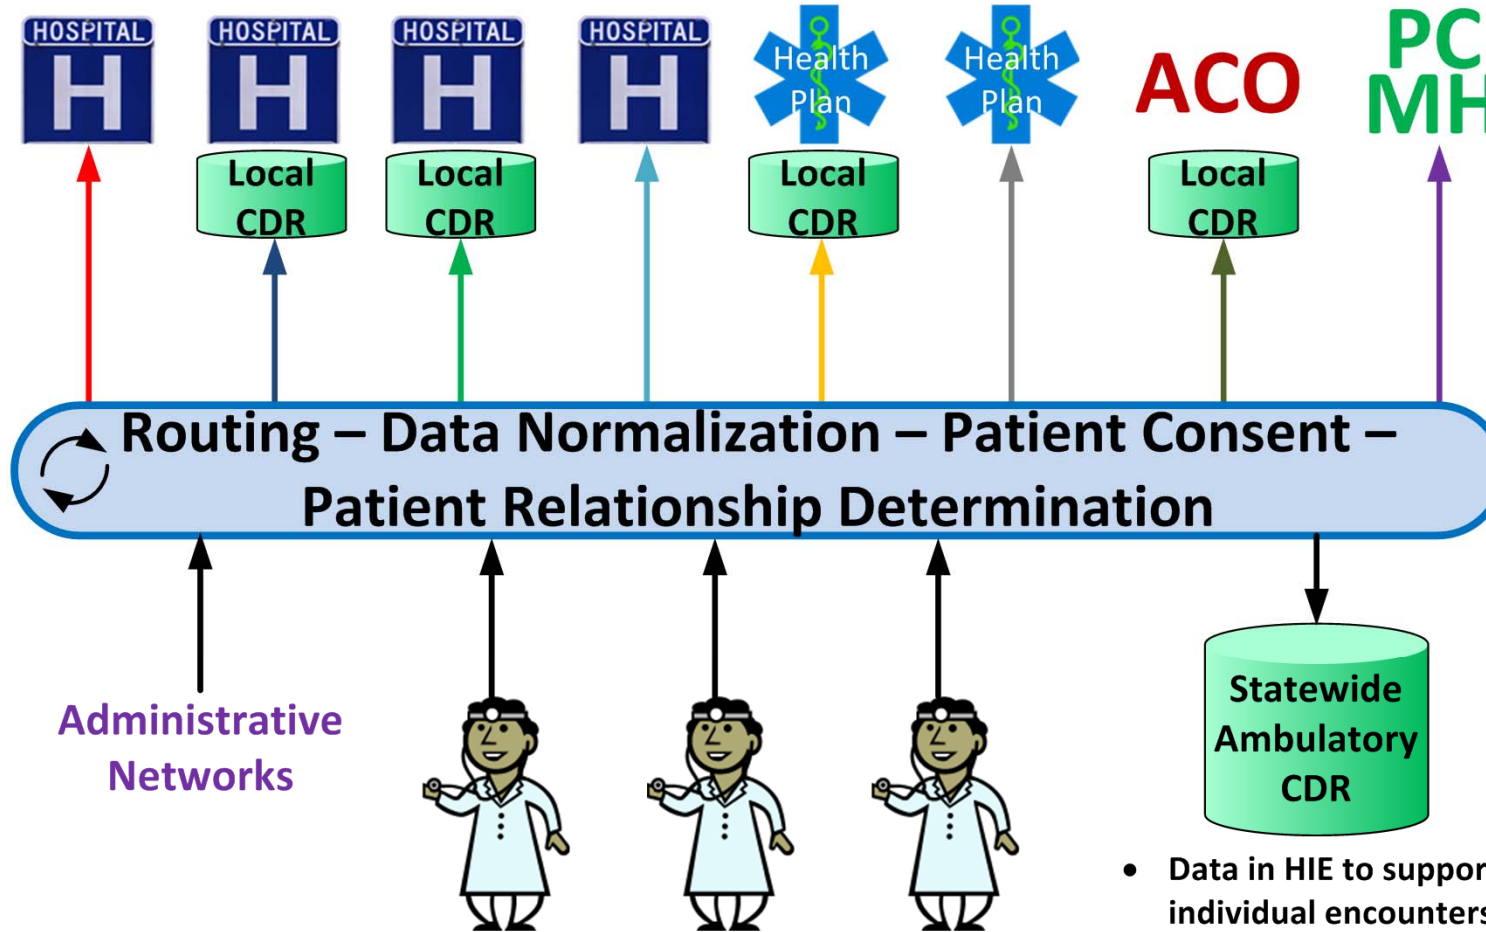 HOSPITAL
H
HOSPITAL
H
HOSPITAL
H
HOSPITAL
H
Health
Plan
Health
Plan
ACO
PC
MH
Local
CDR
Local
CDR
Local
CDR
Local
CDR
Routing – Data Normalization – Patient Consent –
Patient Relationship Determination
Administrative
Networks
Statewide
Ambulatory
CDR
• Data in HIE to suppor
individual encounters